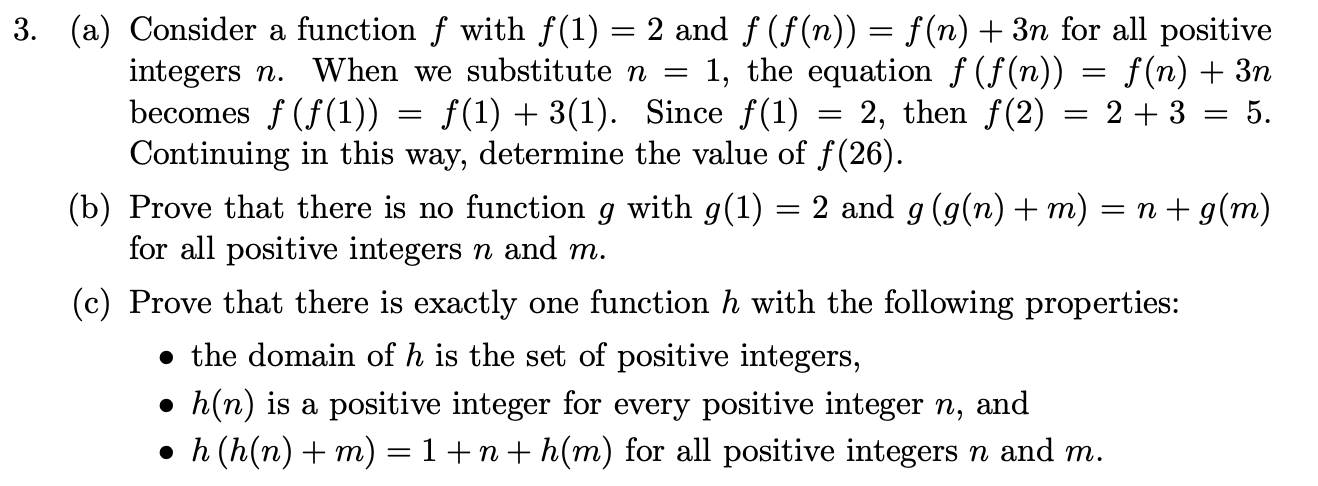 3. (a) Consider a function f with f(1) = 2 and f (f(n)) = f(n) + 3n for all positive
integers n. When we substitute n = 1, the equation f (f(n)) = f(n) + 3n
becomes f (f(1)) = f(1) + 3(1). Since f(1) = 2, then f(2) = 2 + 3 = 5.
Continuing in this way, determine the value of f(26).
(b) Prove that there is no function g with g(1) = 2 and g (g(n) + m) = n + g(m)
for all positive integers n and m.
(c) Prove that there is exactly one function h with the following properties:
• the domain of h is the set of positive integers,
• h(n) is a positive integer for every positive integer n, and
• h (h(n) + m) = 1 + n + h(m) for all positive integers n and m.